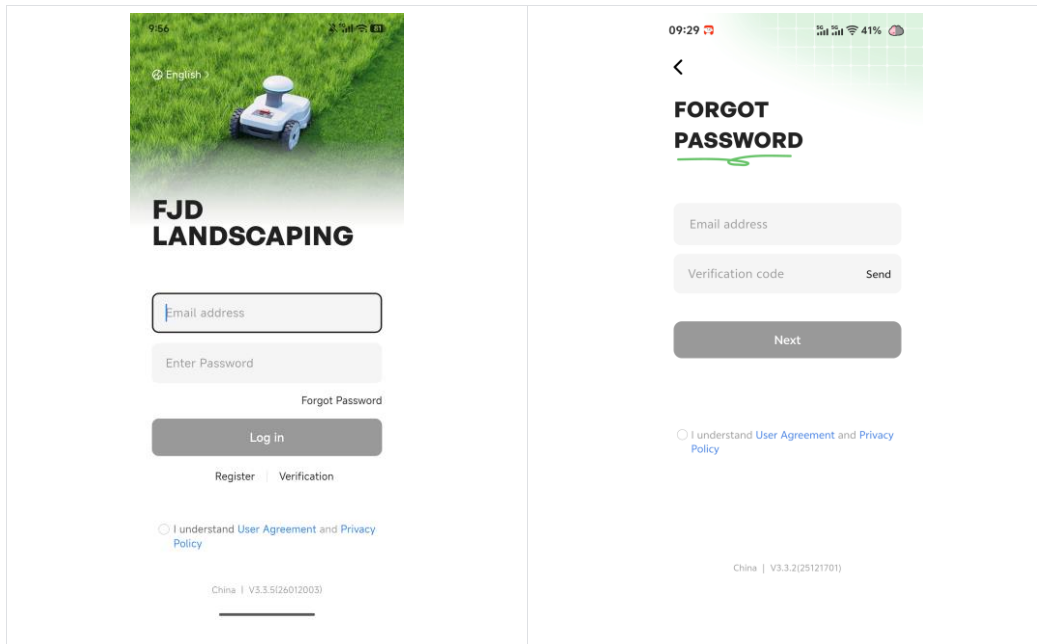 9:56
English >
FJD
LANDSCAPING
Email address
Enter Password
Forgot Password
Log in
Register | Verification
I understand User Agreement and Privacy
Policy
China | V3.3.5(26012003)
09:29
5G 5G 41%
FORGOT
PASSWORD
Email address
Verification code Send
Next
I understand User Agreement and Privacy
Policy
China | V3.3.2(25121701)